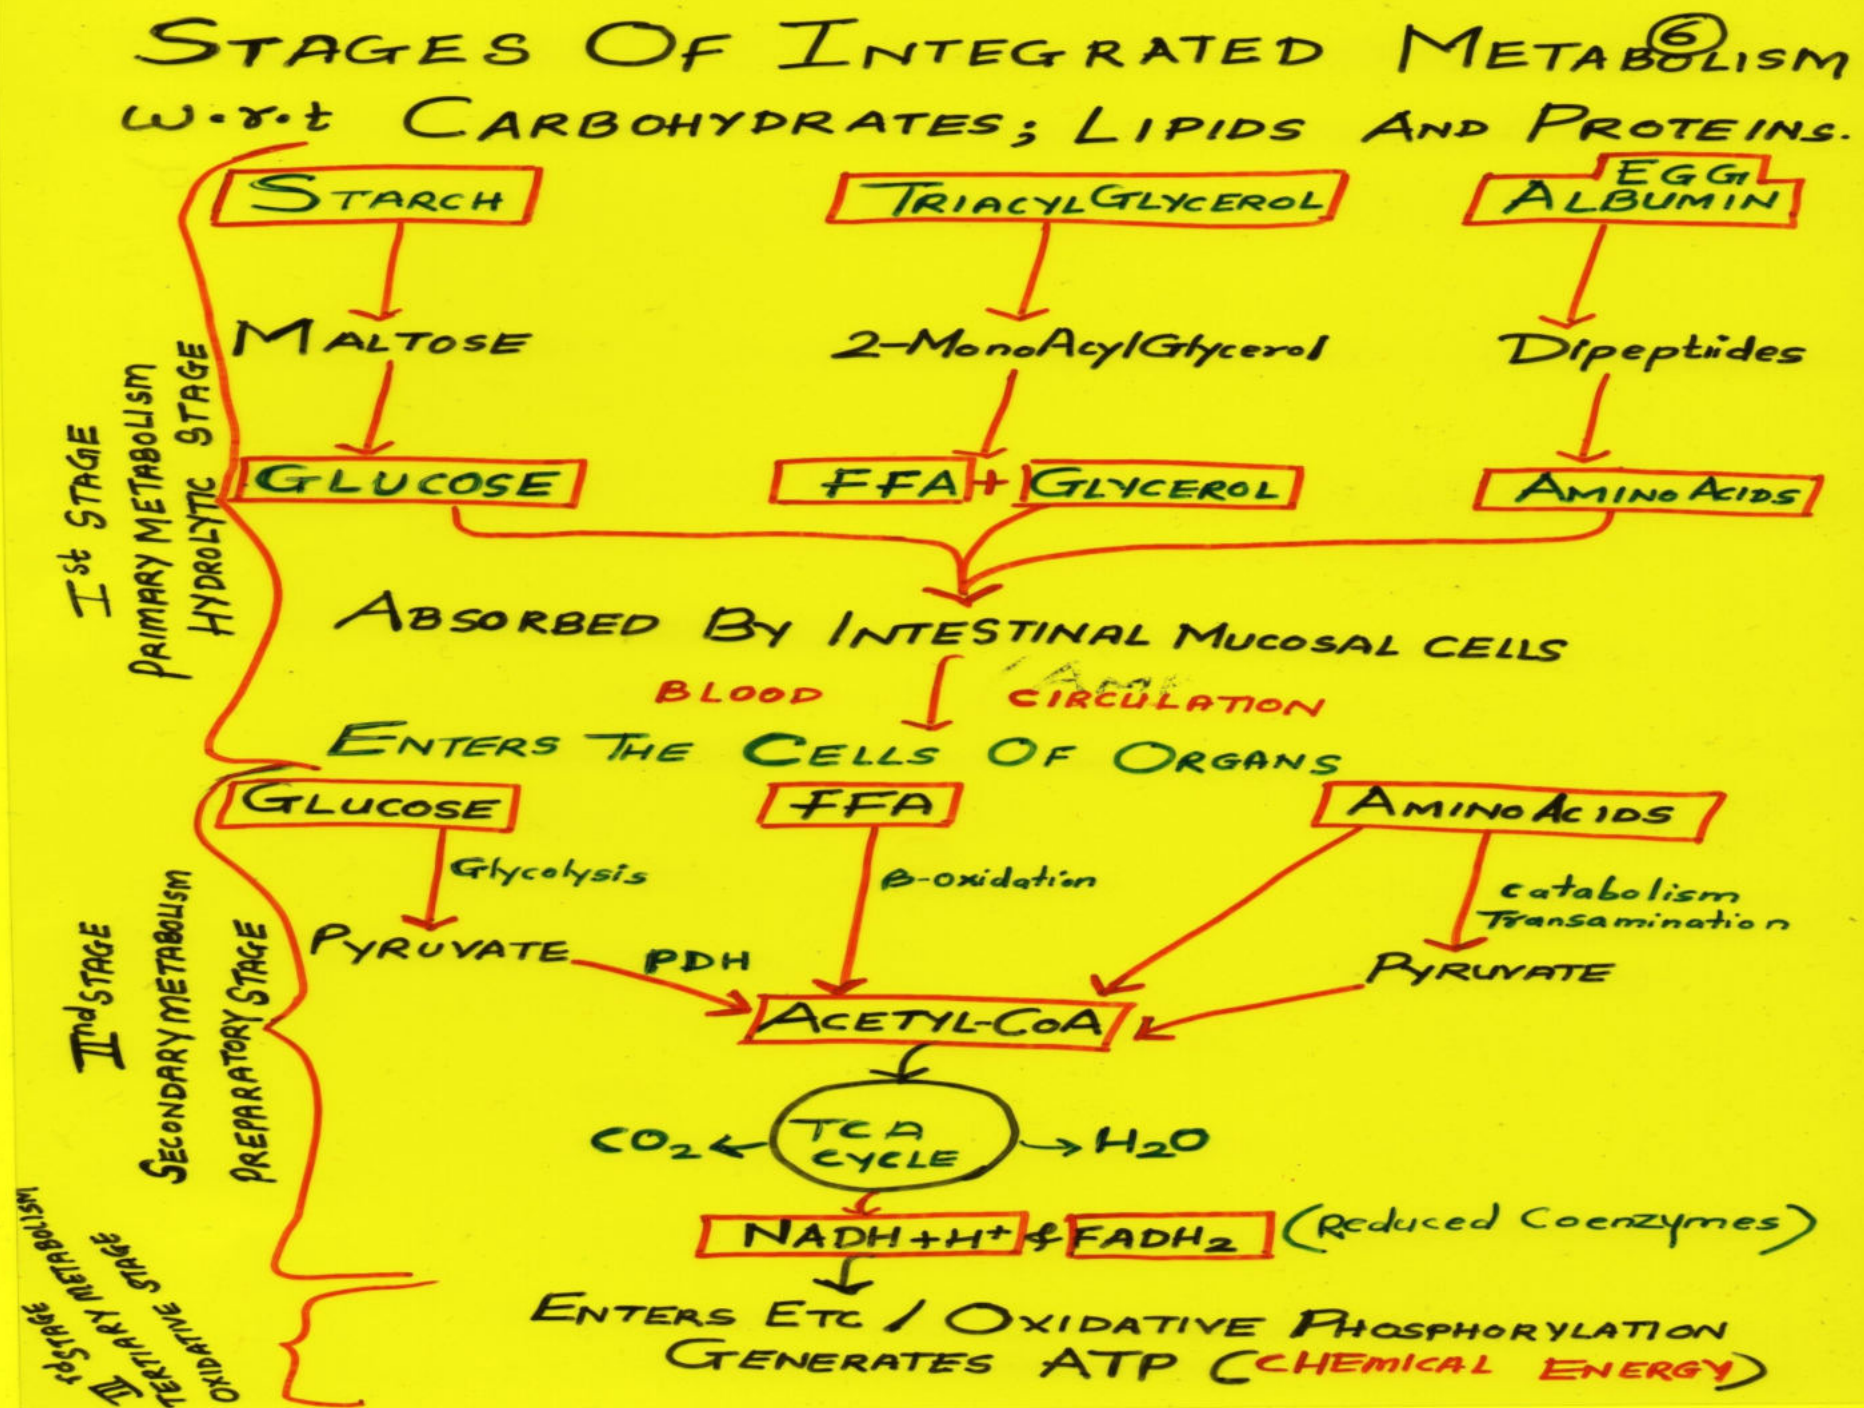 6
STAGES OF INTEGRATED METABOLISM
w.r.t CARBOHYDRATES; LIPIDS AND PROTEINS.
STARCH
TRIACYLGLYCEROL
EGG
ALBUMIN
MALTOSE
2-MonoAcylGlycerol
Dipeptiides
GLUCOSE
FFA + GLYCEROL
AMINO ACIDS
Ist STAGE
PRIMARY METABOLISM
HYDROLYTIC STAGE
ABSORBED BY INTESTINAL MUCOSAL CELLS
BLOOD CIRCULATION
ENTERS THE CELLS OF ORGANS
GLUCOSE
FFA
AMINO ACIDS
Glycolysis
β-oxidation
catabolism
Transamination
PYRUVATE
PDH
PYRUVATE
ACETYL-CoA
IInd STAGE
SECONDARY METABOLISM
PREPARATORY STAGE
TCA
CYCLE
CO2
H2O
NADH+H+ & FADH2 (Reduced Coenzymes)
III rd STAGE
TERTIARY METABOLISM
OXIDATIVE STAGE
ENTERS ETC / OXIDATIVE PHOSPHORYLATION
GENERATES ATP (CHEMICAL ENERGY)